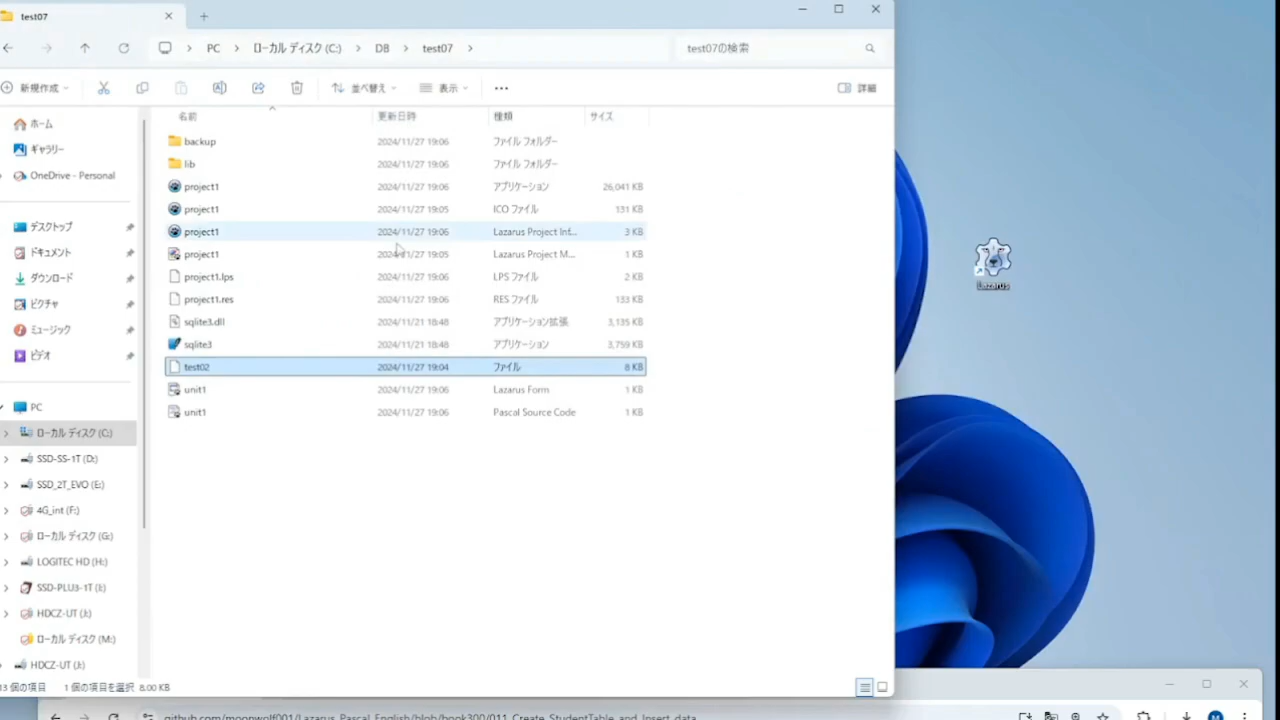 test07
PC ローカル ディスク (C:) DB test07
test07の検索
新規作成 並べ替え 表示 詳細
名前 更新日時 種類 サイズ
ホーム
ギャラリー
OneDrive - Personal
デスクトップ
ドキュメント
ダウンロード
ピクチャ
ミュージック
ビデオ
PC
ローカル ディスク (C:)
SSD-SS-1T (D:)
SSD_2T_EVO (E:)
4G_int (F:)
ローカル ディスク (G:)
LOGITEC HD (H:)
HDCZ-UT (J:)
ローカル ディスク (M:)
HDCZ-UT (J:)
backup 2024/11/27 19:06 ファイル フォルダー
lib 2024/11/27 19:06 ファイル フォルダー
project1 2024/11/27 19:06 アプリケーション 26,041 KB
project1 2024/11/27 19:05 ICO ファイル 131 KB
project1 2024/11/27 19:06 Lazarus Project Inf... 3 KB
project1 2024/11/27 19:05 Lazarus Project M... 1 KB
project1.lps 2024/11/27 19:06 LPS ファイル 2 KB
project1.res 2024/11/27 19:06 RES ファイル 133 KB
sqlite3.dll 2024/11/21 18:48 アプリケーション拡張 3,135 KB
sqlite3 2024/11/21 18:48 アプリケーション 3,759 KB
test02 2024/11/27 19:04 ファイル 8 KB
unit1 2024/11/27 19:06 Lazarus Form 1 KB
unit1 2024/11/27 19:06 Pascal Source Code 1 KB
13 個の項目 1 個の項目を選択 8.00 KB
Lazarus
github.com/moonwolf001/Lazarus_Pascal_English/blob/book300/011_Create_StudentTable_and_Insert_data